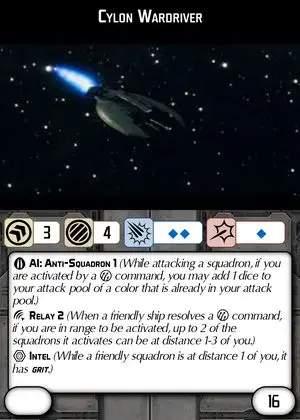 Cylon Wardriver
3 4
AI: Anti-Squadron 1 (While attacking a squadron, if you
are activated by a command, you may add 1 dice to
your attack pool of a color that is already in your attack
pool.)
Relay 2 (When a friendly ship resolves a command,
if you are in range to be activated, up to 2 of the
squadrons it activates can be at distance 1-3 of you.)
Intel (While a friendly squadron is at distance 1 of you, it
has grit.)
16